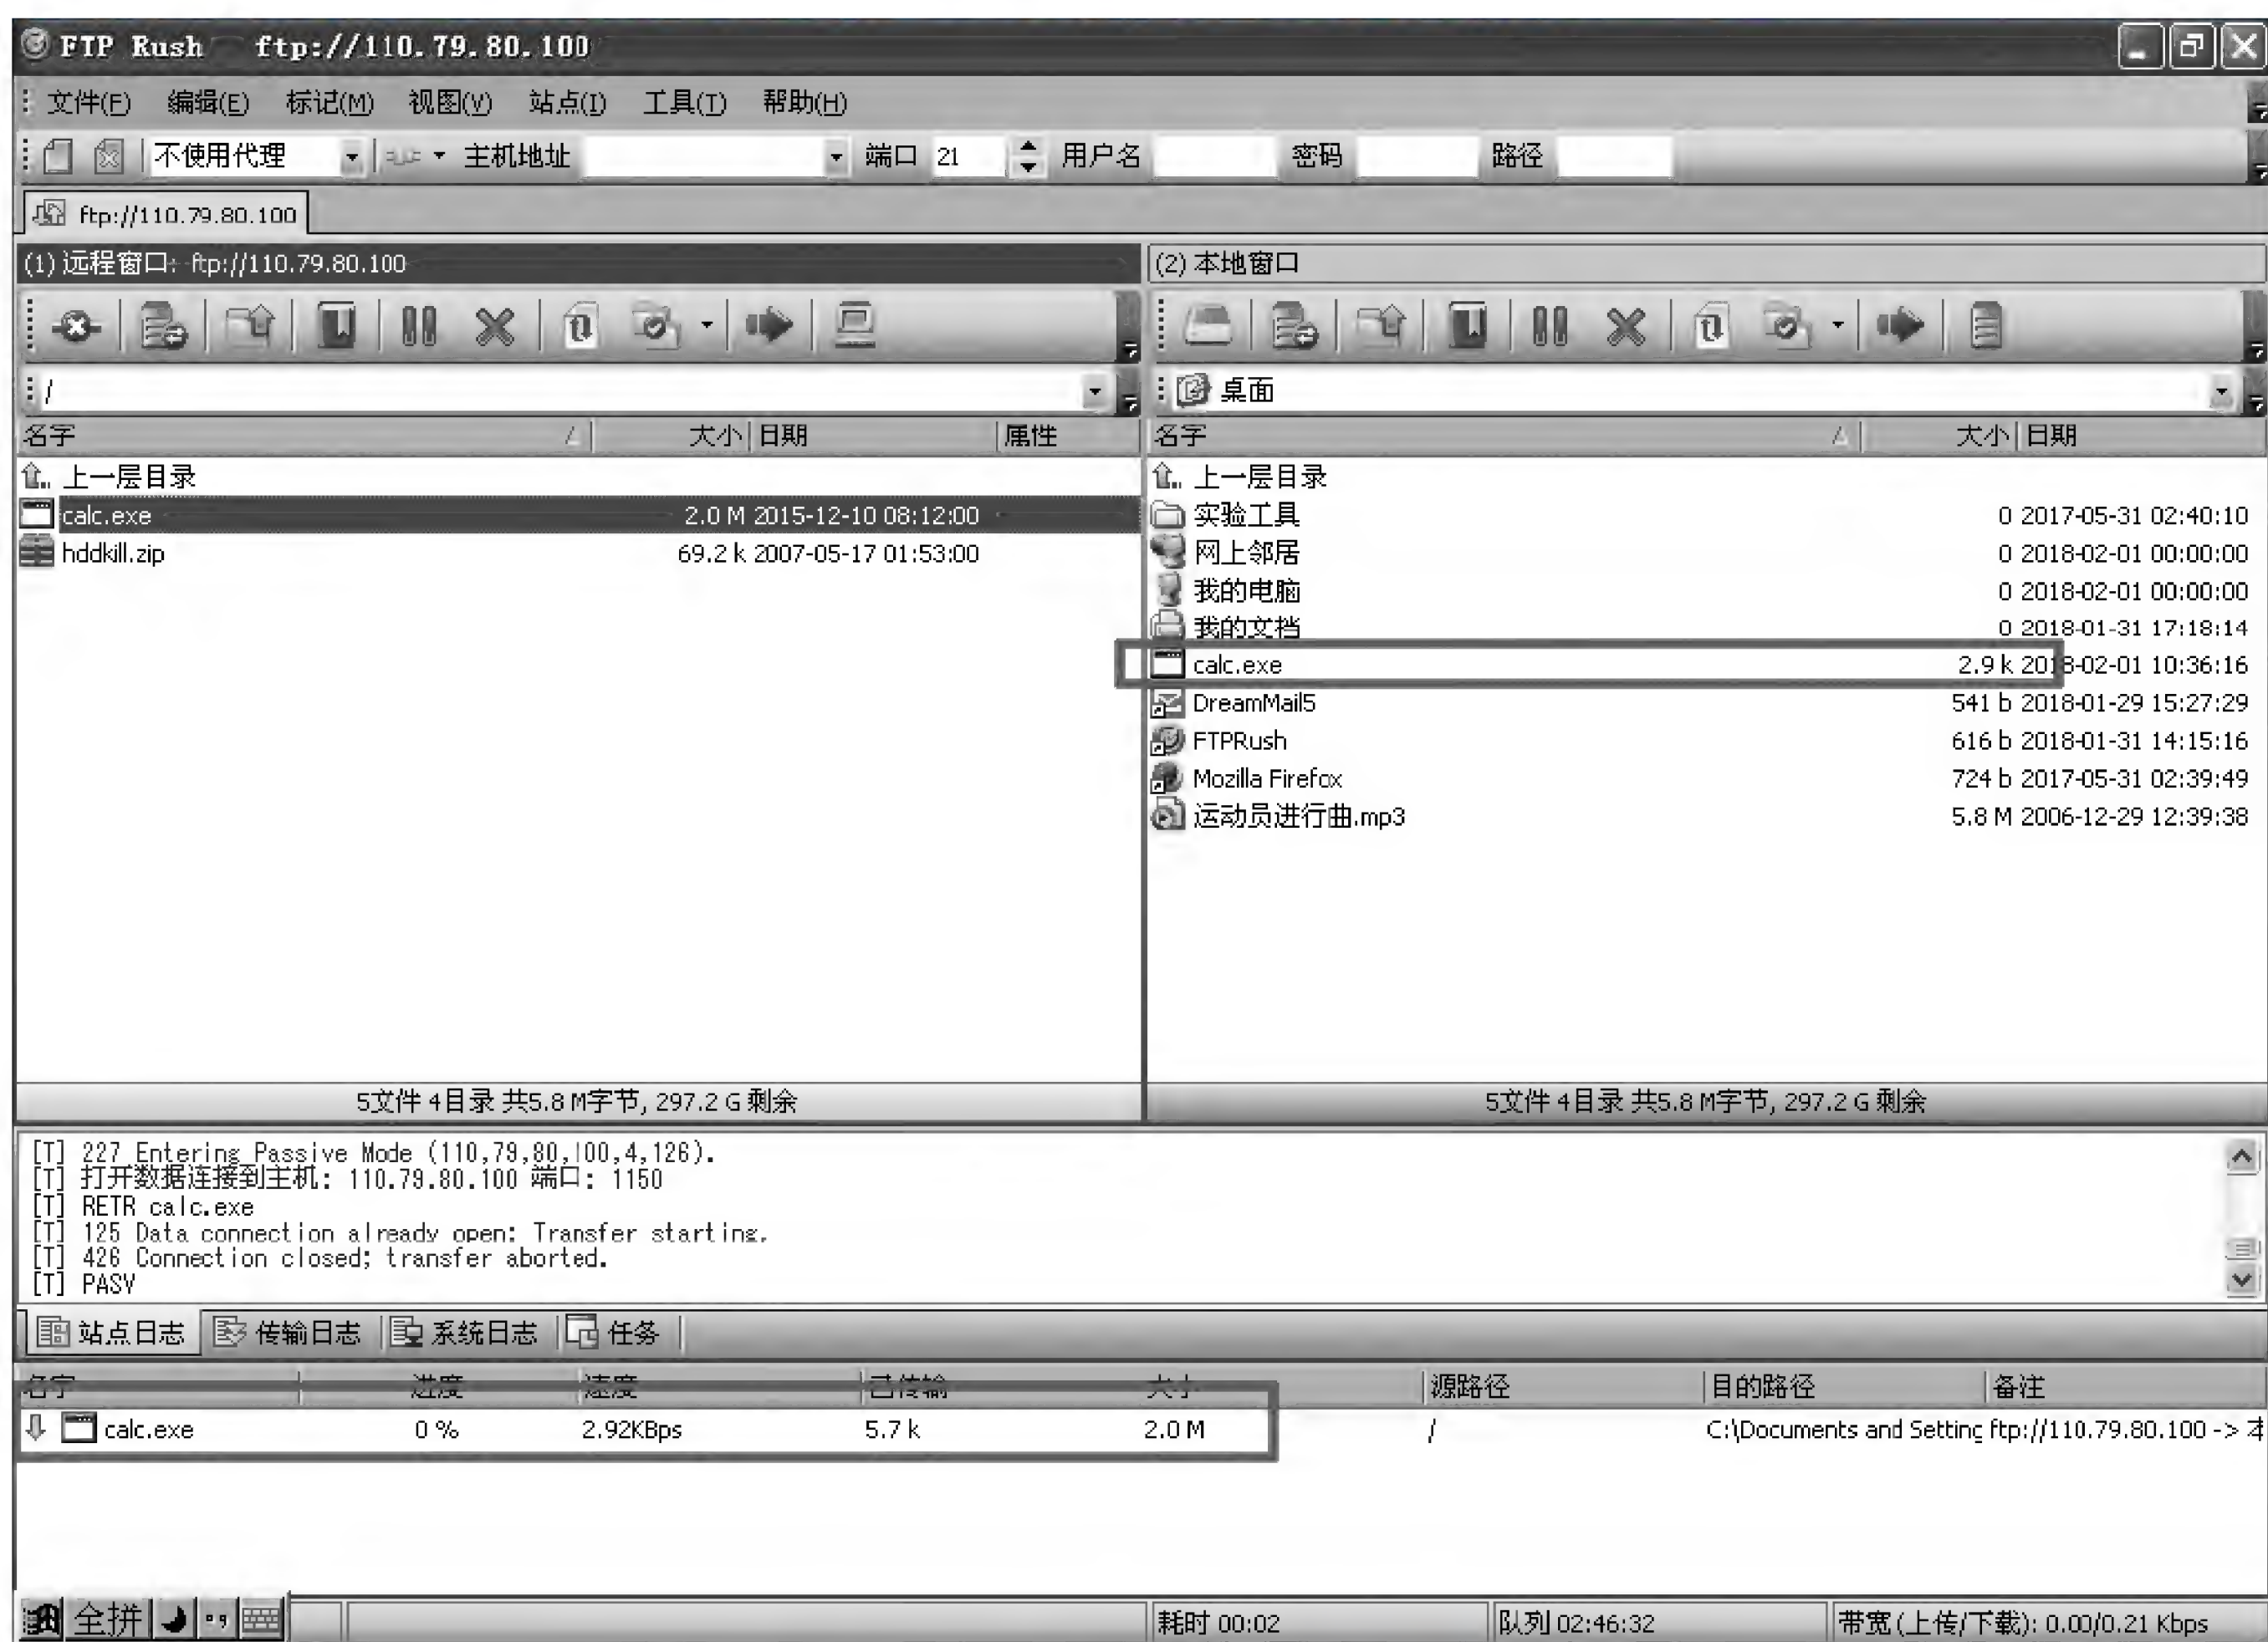 FTP Rush ftp://110.79.80.100
文件(F) 编辑(E) 标记(M) 视图(V) 站点(I) 工具(T) 帮助(H)
不使用代理 主机地址 端口 21 用户名 密码 路径
ftp://110.79.80.100
(1) 远程窗口: ftp://110.79.80.100
/
名字 大小 日期 属性
上一层目录
calc.exe 2.0 M 2015-12-10 08:12:00
hddkill.zip 69.2 k 2007-05-17 01:53:00
5文件 4目录 共5.8 M字节, 297.2 G 剩余
(2) 本地窗口
桌面
名字 大小 日期
上一层目录
实验工具 0 2017-05-31 02:40:10
网上邻居 0 2018-02-01 00:00:00
我的电脑 0 2018-02-01 00:00:00
我的文档 0 2018-01-31 17:18:14
calc.exe 2.9 k 2018-02-01 10:36:16
DreamMail5 541 b 2018-01-29 15:27:29
FTPRush 616 b 2018-01-31 14:15:16
Mozilla Firefox 724 b 2017-05-31 02:39:49
运动员进行曲.mp3 5.8 M 2006-12-29 12:39:38
5文件 4目录 共5.8 M字节, 297.2 G 剩余
[T] 227 Entering Passive Mode (110,79,80,100,4,126).
[T] 打开数据连接到主机: 110.79.80.100 端口: 1150
[T] RETR calc.exe
[T] 125 Data connection already open; Transfer starting.
[T] 426 Connection closed; transfer aborted.
[T] PASV
站点日志 传输日志 系统日志 任务
名字 进度 速度 已传输 大小 源路径 目的路径 备注
calc.exe 0 % 2.92KBps 5.7 k 2.0 M / C:\Documents and Setting ftp://110.79.80.100 ->
全拼 耗时 00:02 队列 02:46:32 带宽(上传/下载): 0.00/0.21 Kbps